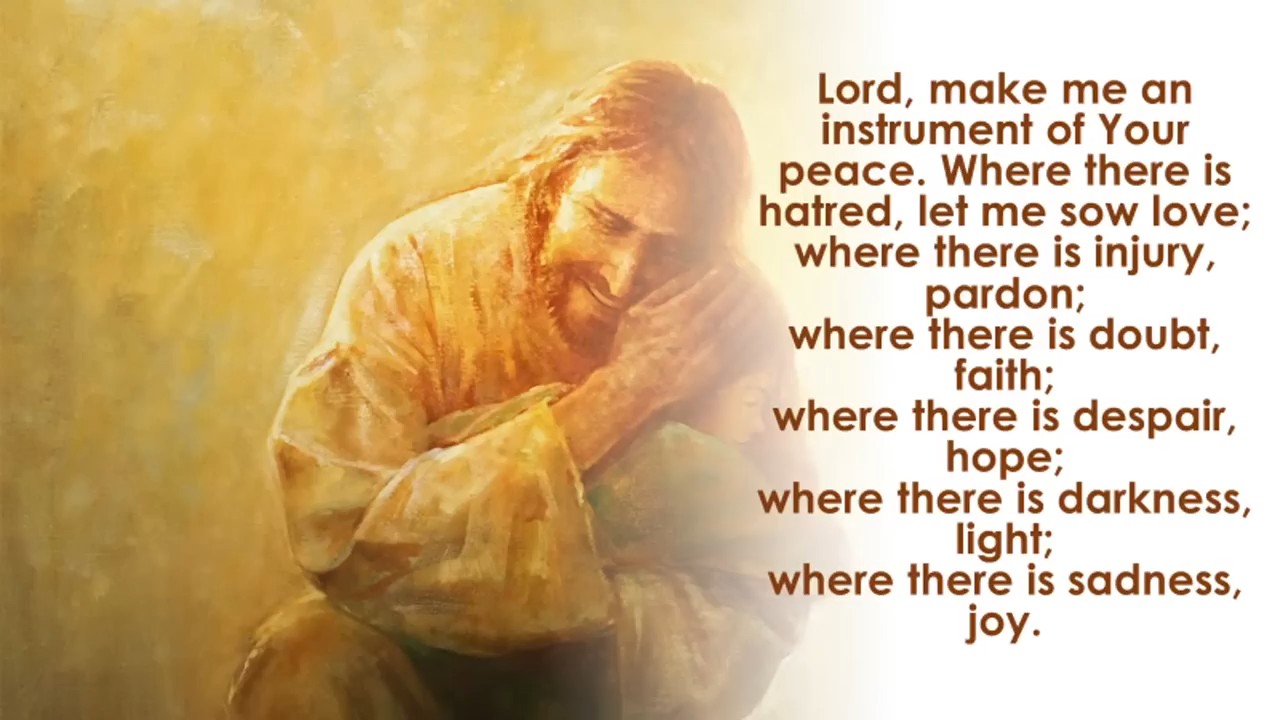 Lord, make me an
instrument of Your
peace. Where there is
hatred, let me sow love;
where there is injury,
pardon;
where there is doubt,
faith;
where there is despair,
hope;
where there is darkness,
light;
where there is sadness,
joy.